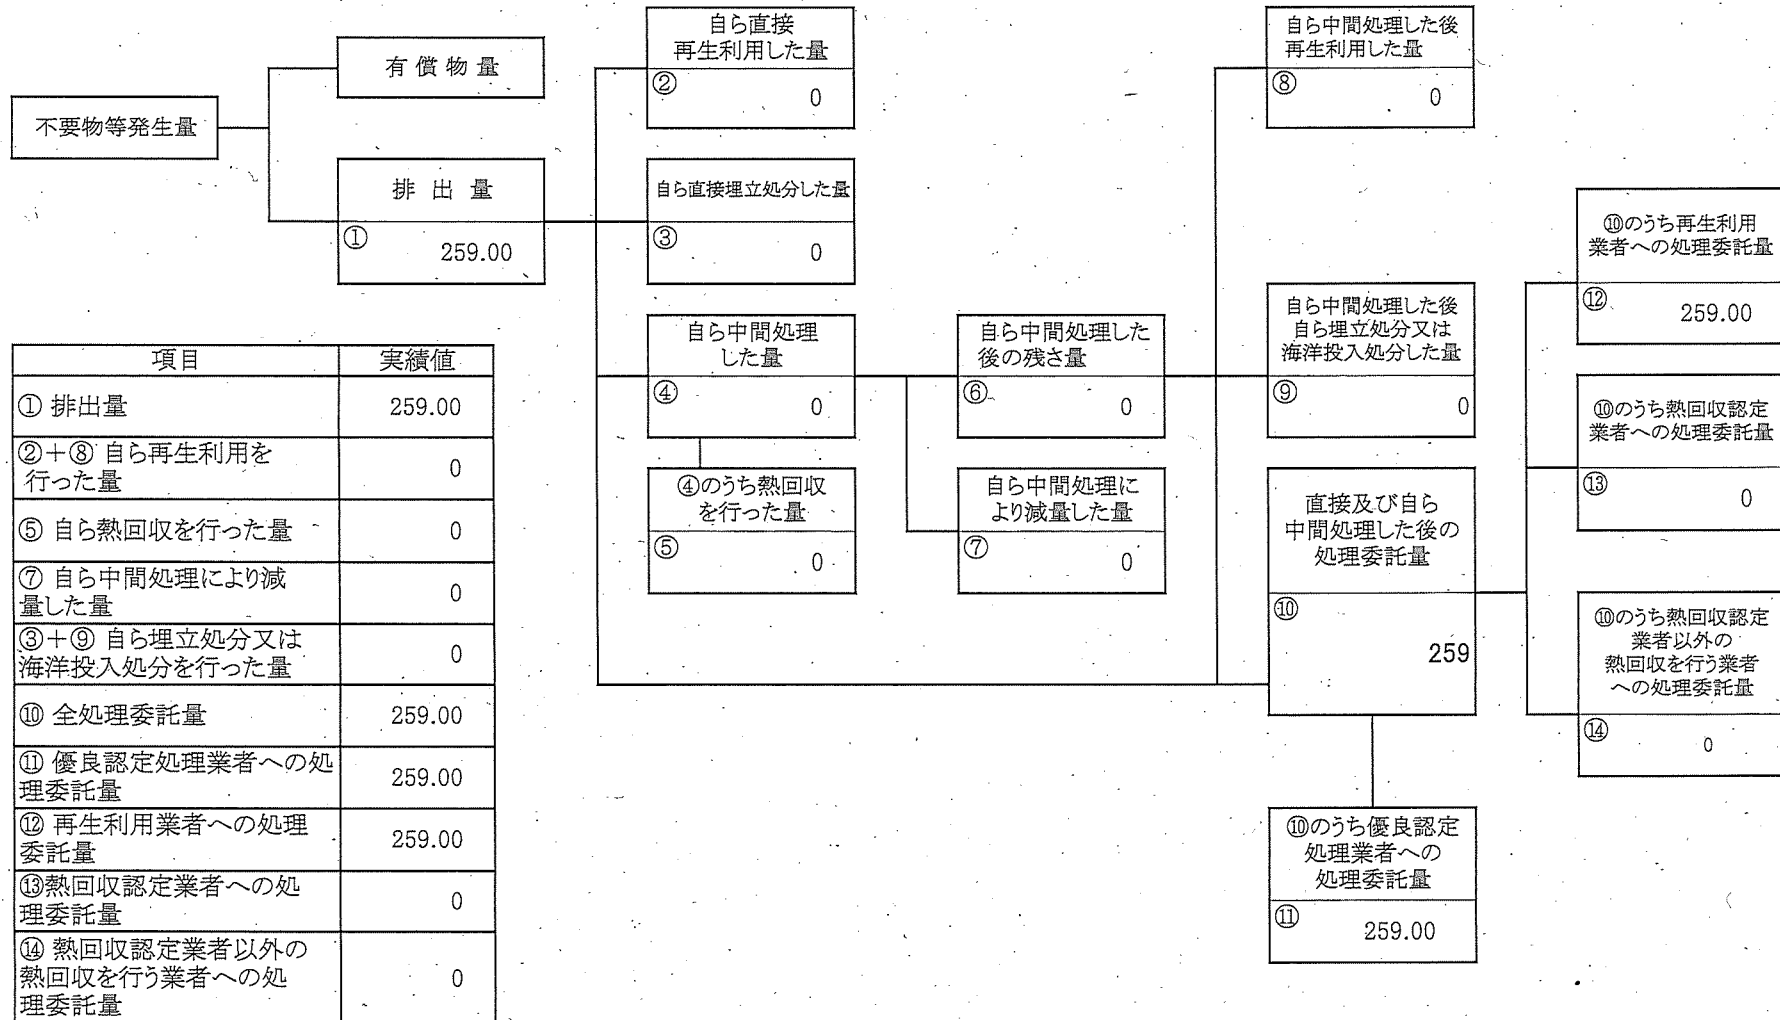 不要物等発生量
有 償 物 量
排 出 量
①
259.00
自ら直接
再生利用した量
②
0
自ら直接埋立処分した量
③
0
自ら中間処理
した量
④
0
④のうち熱回収
を行った量
⑤
0
自ら中間処理した
後の残さ量
⑥
0
自ら中間処理に
より減量した量
⑦
0
自ら中間処理した後
再生利用した量
⑧
0
自ら中間処理した後
自ら埋立処分又は
海洋投入処分した量
⑨
0
直接及び自ら
中間処理した後の
処理委託量
⑩
259
⑩のうち優良認定
処理業者への
処理委託量
⑪
259.00
⑩のうち再生利用
業者への処理委託量
⑫
259.00
⑩のうち熱回収認定
業者への処理委託量
⑬
0
⑩のうち熱回収認定
業者以外の
熱回収を行う業者
への処理委託量
⑭
0
項目 実績値
① 排出量 259.00
②+⑧ 自ら再生利用を
行った量 0
⑤ 自ら熱回収を行った量 0
⑦ 自ら中間処理により減
量した量 0
③+⑨ 自ら埋立処分又は
海洋投入処分を行った量 0
⑩ 全処理委託量 259.00
⑪ 優良認定処理業者への処
理委託量 259.00
⑫ 再生利用業者への処理
委託量 259.00
⑬熱回収認定業者への処
理委託量 0
⑭ 熱回収認定業者以外の
熱回収を行う業者への処
理委託量 0